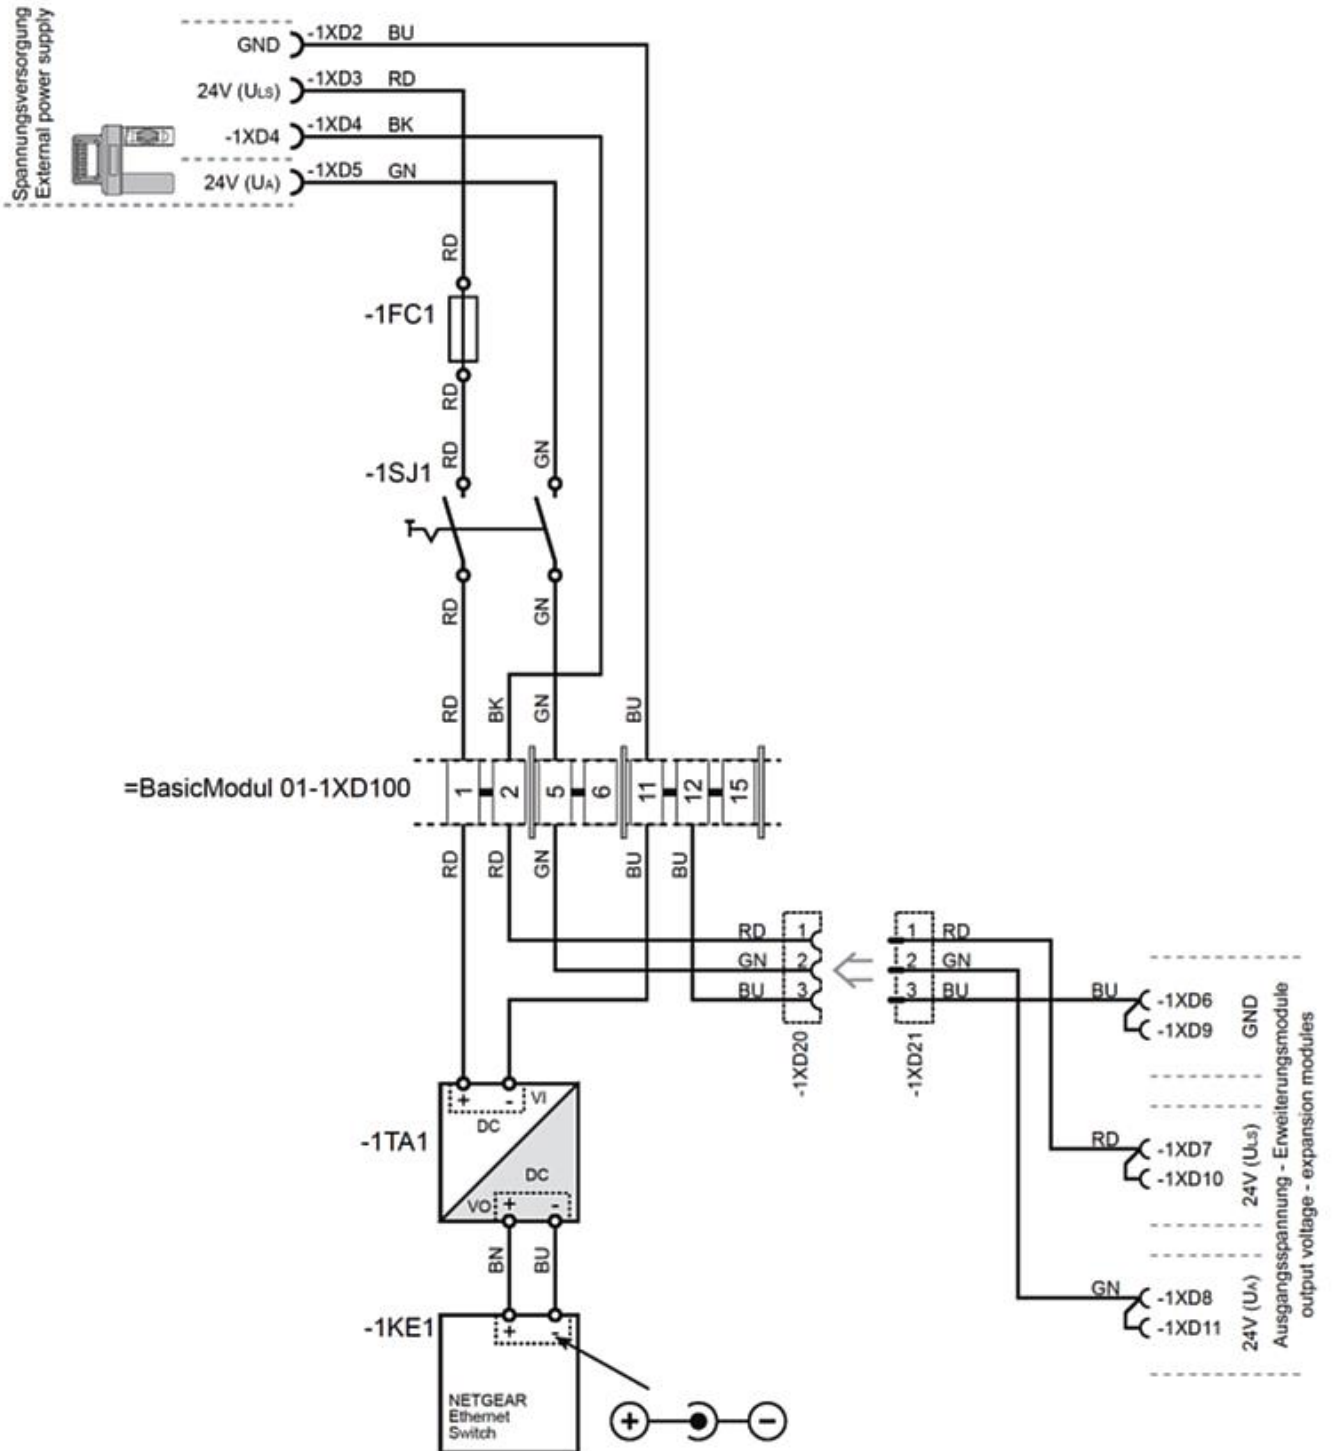 Spannungsversorgung
External power supply
GND -1XD2 BU
24V (ULS) -1XD3 RD
-1XD4 -1XD4 BK
24V (UA) -1XD5 GN
RD
-1FC1
RD
-1SJ1 RD GN
RD GN
RD BK GN BU
=BasicModul 01-1XD100 1 2 5 6 11 12 15
RD RD GN BU BU
RD 1 1 RD
GN 2 2 GN
BU 3 3 BU BU -1XD6
-1XD9
GND
-1XD20 -1XD21
+ - VI
DC
-1TA1
DC
VO + -
RD -1XD7
-1XD10
24V (ULS)
BN BU
GN -1XD8
-1XD11
24V (UA)
Ausgangsspannung - Erweiterungsmodule
output voltage - expansion modules
-1KE1 + -
NETGEAR
Ethernet
Switch
+ -